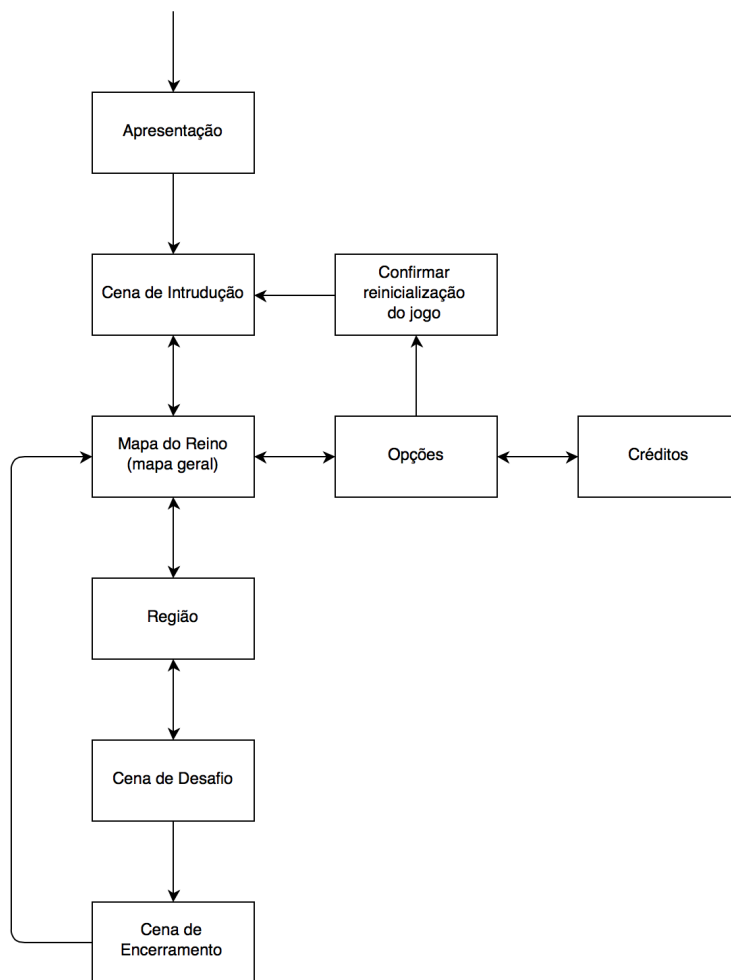 Apresentação
Cena de Intrudução
Confirmar
reinicialização
do jogo
Mapa do Reino
(mapa geral)
Opções
Créditos
Região
Cena de Desafio
Cena de
Encerramento